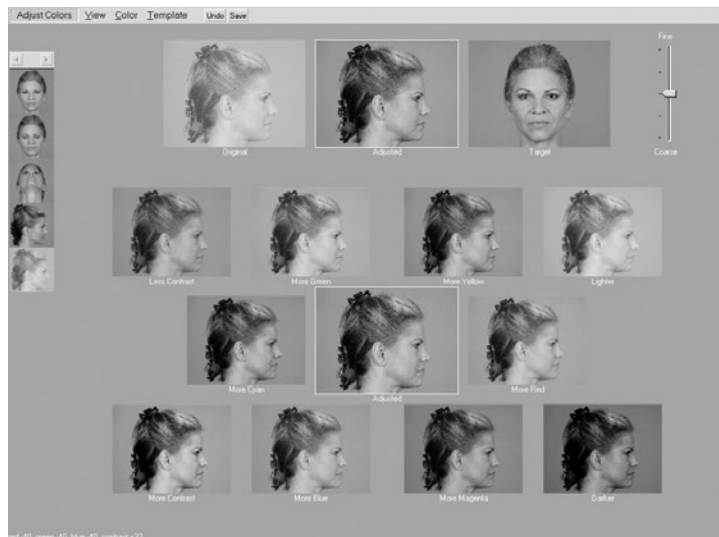 Adjust Colors View Color Template Undo Save
Fine
Original Adjusted Target Coarse
Less Contrast More Green More Yellow Lighter
More Cyan Adjusted More Red
More Contrast More Blue More Magenta Darker